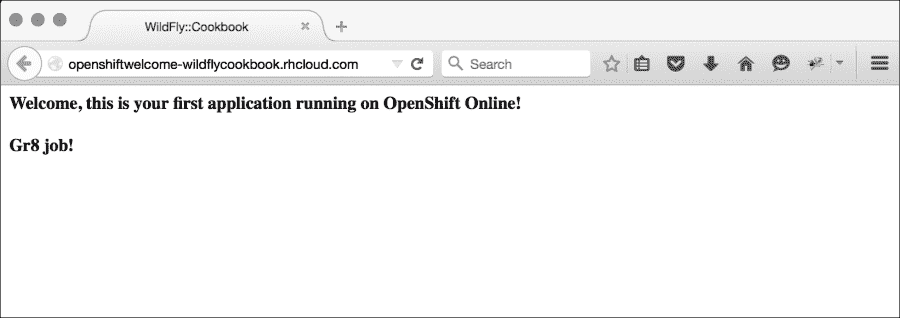 WildFly::Cookbook
openshiftwelcome-wildflycookbook.rhcloud.com
Search
Welcome, this is your first application running on OpenShift Online!
Gr8 job!